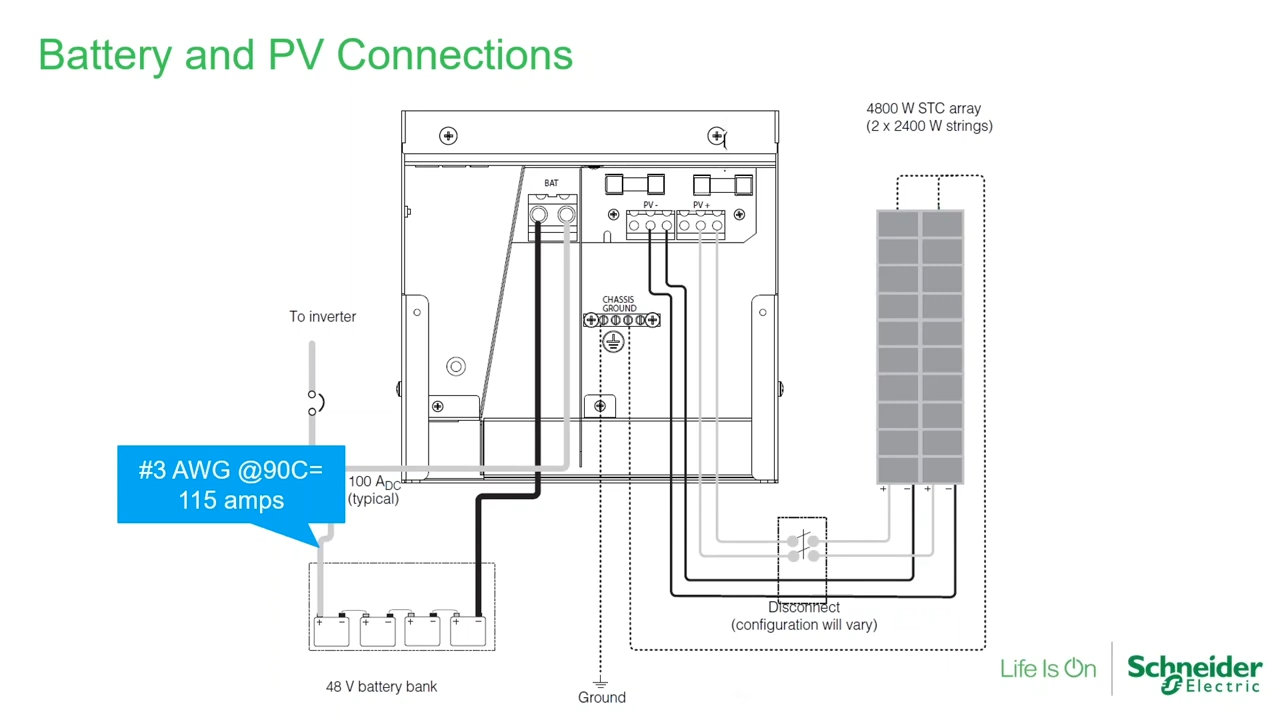 Battery and PV Connections
4800 W STC array
(2 x 2400 W strings)
BAT
PV -
PV +
CHASSIS
GROUND
To inverter
#3 AWG @90C=
115 amps
100 ADC
(typical)
+ − + −
Disconnect
(configuration will vary)
+ − + − + − + −
48 V battery bank
Ground
Life Is On
Schneider
Electric